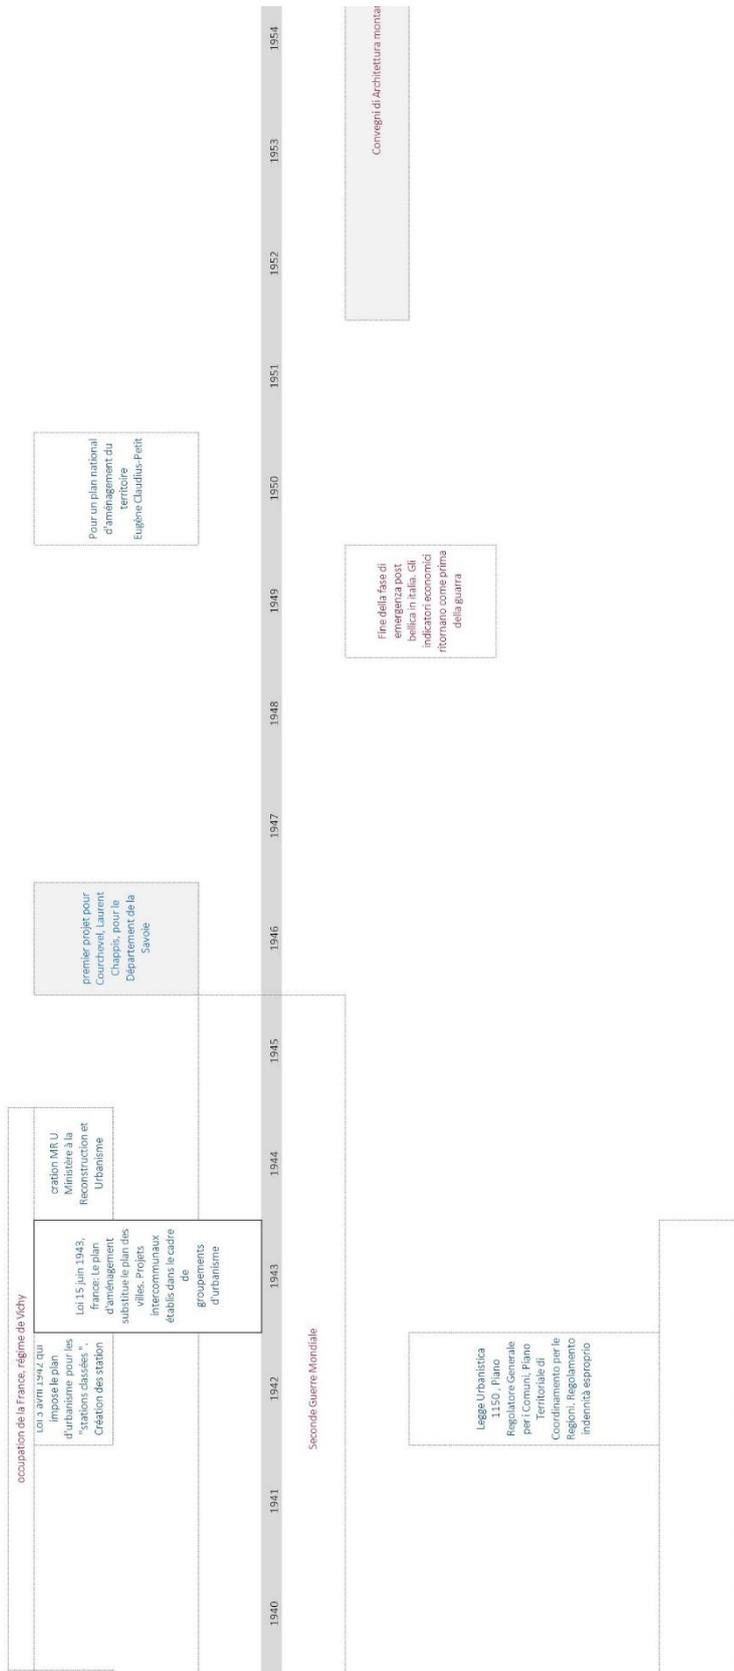 occupation de la France, régime de Vichy
Loi 3 avril 1942 qui
impose le plan
d'urbanisme pour les
"stations classées".
Création des station
Loi 15 juin 1943,
france: Le plan
d'aménagement
substitue le plan des
villes. Projets
intercommunaux
établis dans le cadre
de
groupements
d'urbanisme
cration MR U
Ministère à la
Reconstruction et
Urbanisme
premier projet pour
Courchevel, Laurent
Chappis, pour le
Département de la
Savoie
Pour un plan national
d'aménagement du
territoire
Eugène Claudius-Petit
1940
1941
1942
1943
1944
1945
1946
1947
1948
1949
1950
1951
1952
1953
1954
Seconde Guerre Mondiale
Fine della fase di
emergenza post
bellica in italia. Gli
indicatori economici
ritornano come prima
della guarra
Convegni di Architettura
Legge Urbanistica
1150 , Piano
Regolatore Generale
per i Comuni, Piano
Territoriale di
Coordinamento per le
Regioni. Regolamento
indennità esproprio